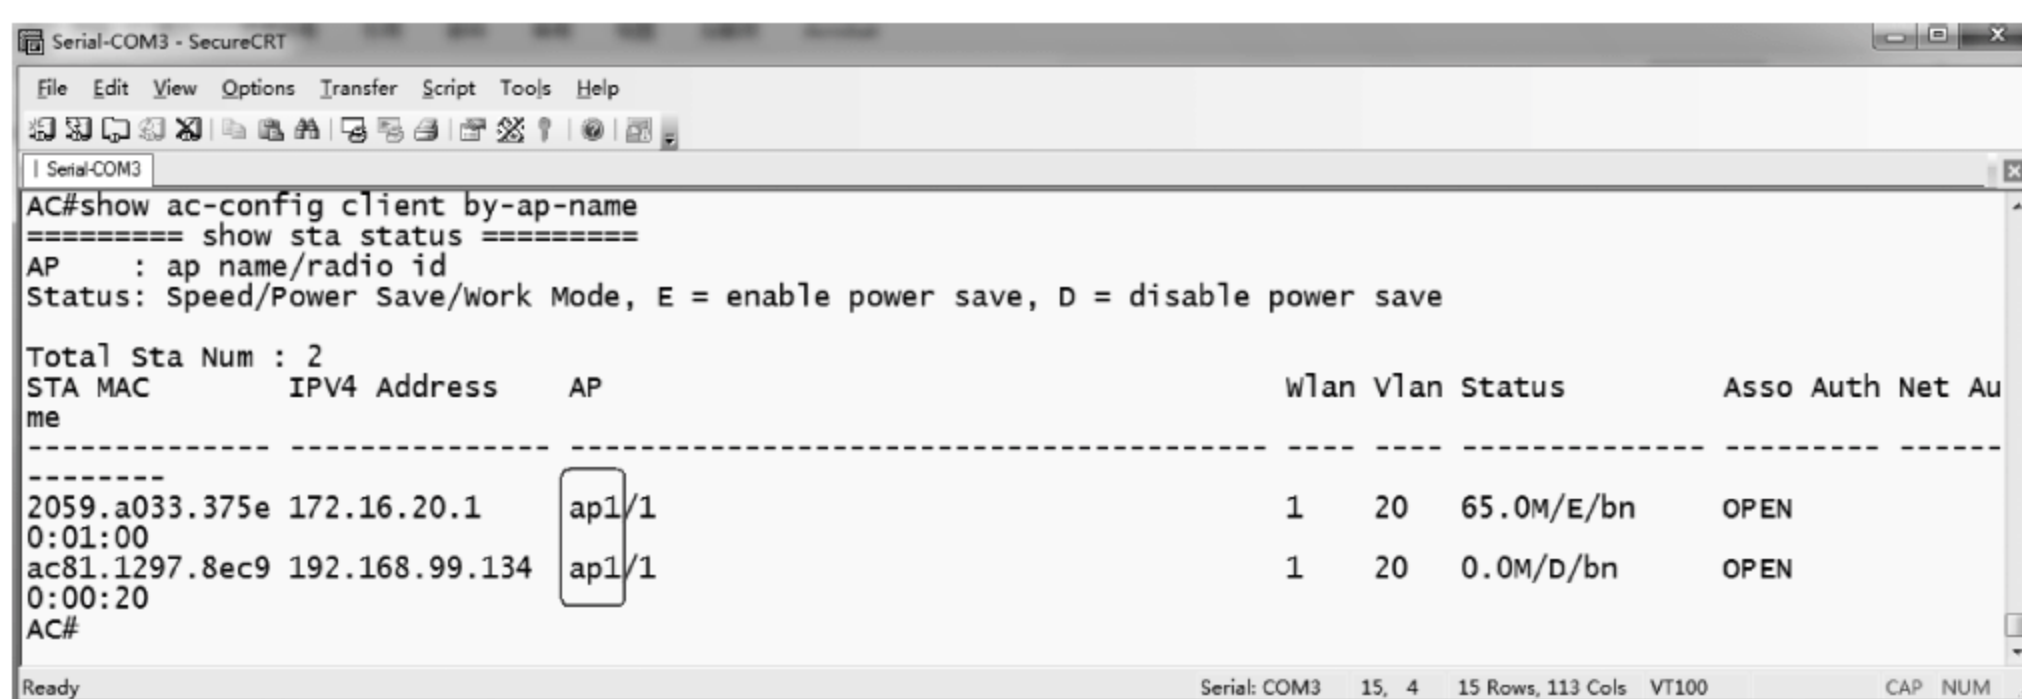 Serial-COM3 - SecureCRT
File Edit View Options Transfer Script Tools Help
Serial-COM3
AC#show ac-config client by-ap-name
========= show sta status =========
AP    : ap name/radio id
Status: Speed/Power Save/Work Mode, E = enable power save, D = disable power save
Total Sta Num : 2
STA MAC        IPV4 Address    AP                                       Wlan Vlan Status         Asso Auth Net Au
me
-------------- --------------- ---------------------------------------- ---- ---- -------------- --------- ------
--------
2059.a033.375e 172.16.20.1     ap1/1                                    1    20   65.0M/E/bn     OPEN
0:01:00
ac81.1297.8ec9 192.168.99.134  ap1/1                                    1    20   0.0M/D/bn      OPEN
0:00:20
AC#
Ready Serial: COM3 15, 4 15 Rows, 113 Cols VT100 CAP NUM